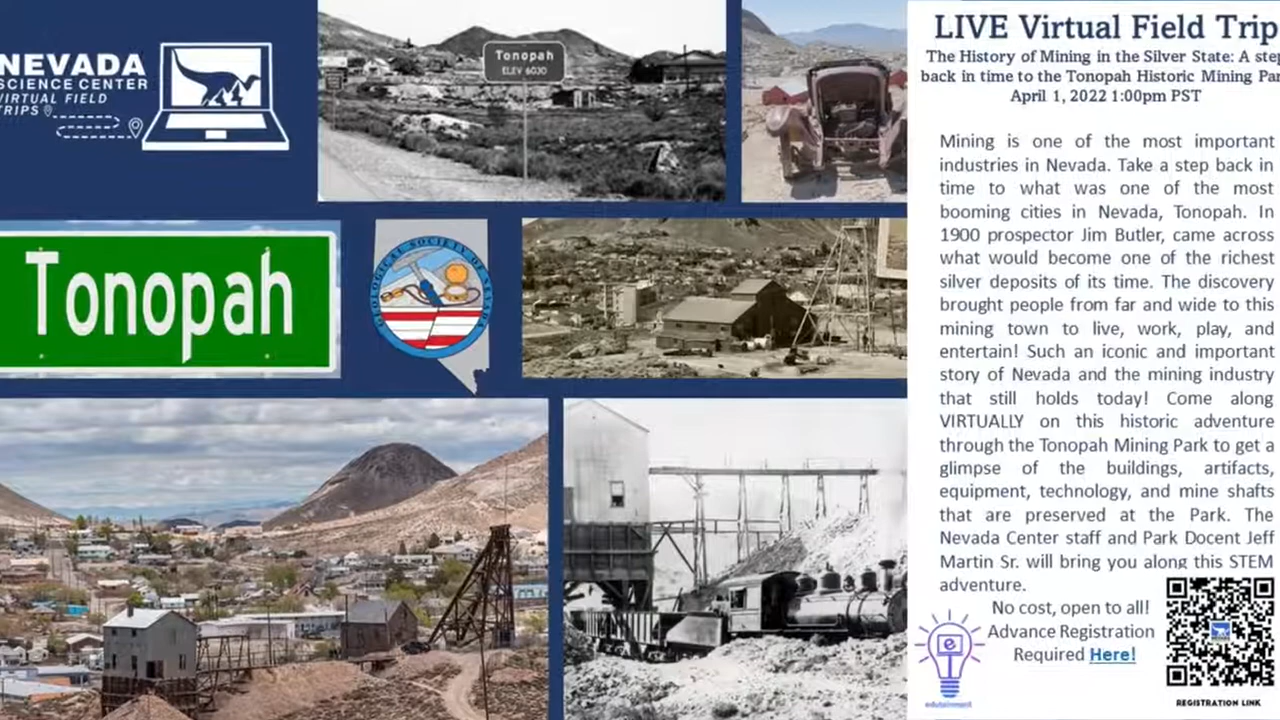 NEVADA
SCIENCE CENTER
VIRTUAL FIELD
TRIPS
Tonopah
ELEV 6030
Tonopah
GEOLOGICAL SOCIETY OF NEVADA
LIVE Virtual Field Trip
The History of Mining in the Silver State: A step
back in time to the Tonopah Historic Mining Par
April 1, 2022 1:00pm PST
Mining is one of the most important
industries in Nevada. Take a step back in
time to what was one of the most
booming cities in Nevada, Tonopah. In
1900 prospector Jim Butler, came across
what would become one of the richest
silver deposits of its time. The discovery
brought people from far and wide to this
mining town to live, work, play, and
entertain! Such an iconic and important
story of Nevada and the mining industry
that still holds today! Come along
VIRTUALLY on this historic adventure
through the Tonopah Mining Park to get a
glimpse of the buildings, artifacts,
equipment, technology, and mine shafts
that are preserved at the Park. The
Nevada Center staff and Park Docent Jeff
Martin Sr. will bring you along this STEM
adventure.
No cost, open to all!
Advance Registration
Required Here!
e
edutainment
REGISTRATION LINK